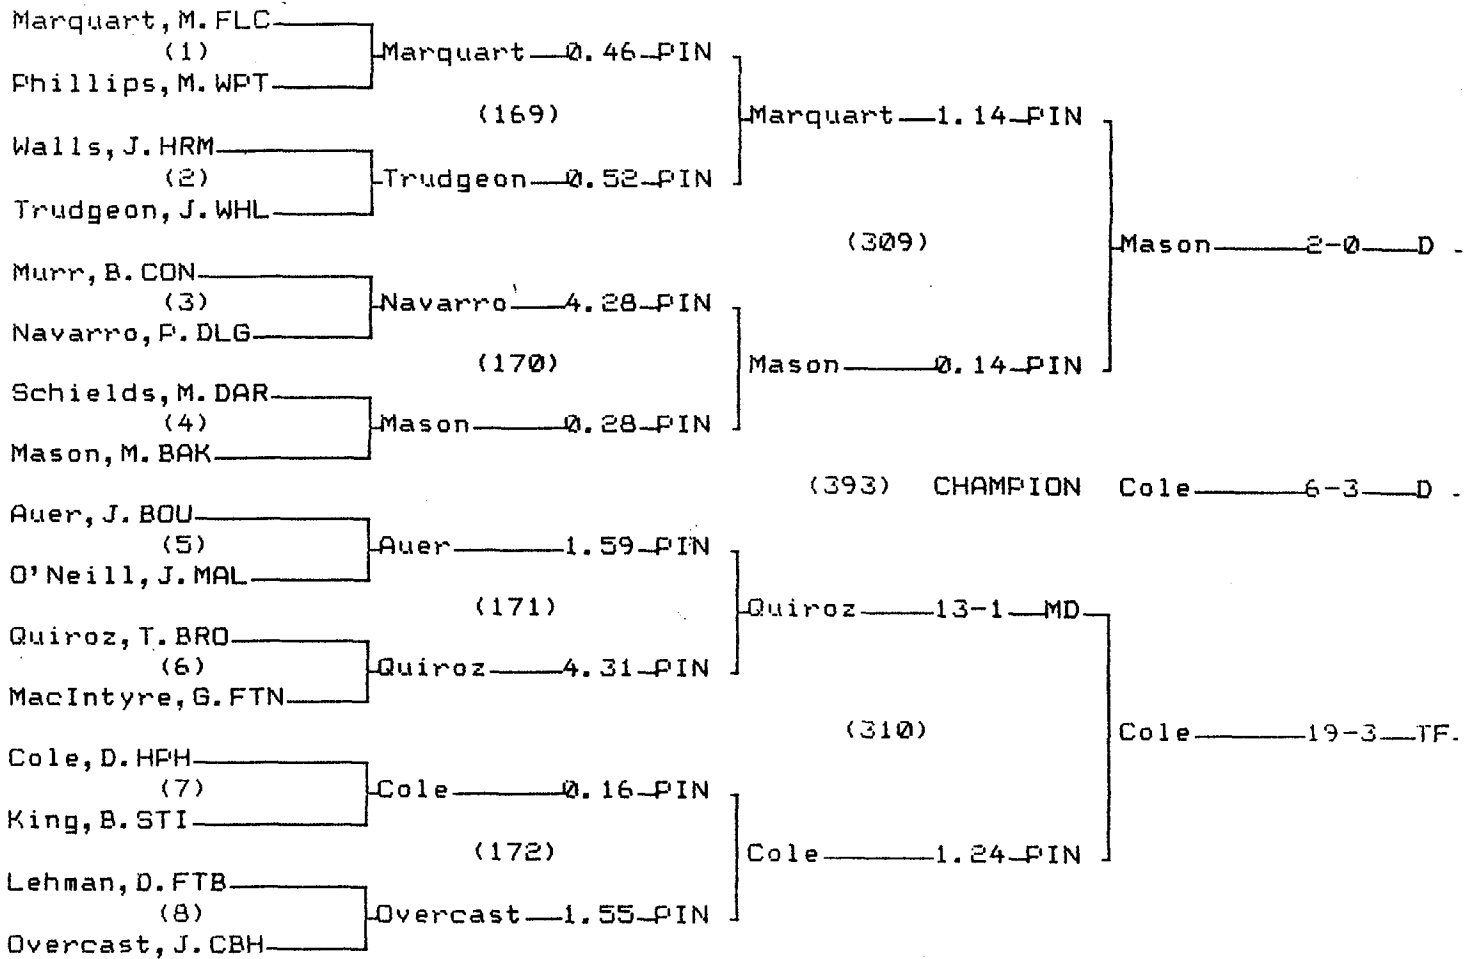 Marquart, M. FLC
(1) Marquart 0.46 PIN
Phillips, M. WPT
(169) Marquart 1.14 PIN
Walls, J. HRM
(2) Trudgeon 0.52 PIN
Trudgeon, J. WHL
(309) Mason 2-0 D
Murr, B. CON
(3) Navarro 4.28 PIN
Navarro, P. DLG
(170) Mason 0.14 PIN
Schields, M. DAR
(4) Mason 0.28 PIN
Mason, M. BAK
(393) CHAMPION Cole 6-3 D
Auer, J. BOU
(5) Auer 1.59 PIN
O'Neill, J. MAL
(171) Quiroz 13-1 MD
Quiroz, T. BRO
(6) Quiroz 4.31 PIN
MacIntyre, G. FTN
(310) Cole 19-3 TF
Cole, D. HPH
(7) Cole 0.16 PIN
King, B. STI
(172) Cole 1.24 PIN
Lehman, D. FTB
(8) Overcast 1.55 PIN
Overcast, J. CBH